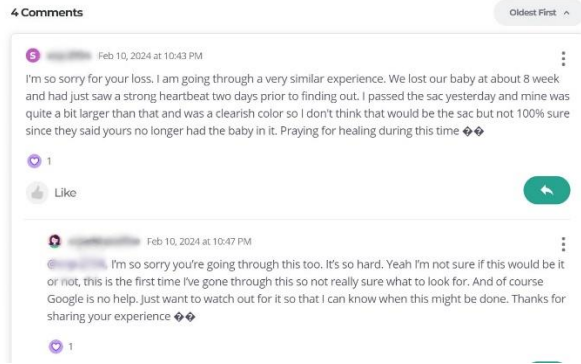 4 Comments
Oldest First
S
Feb 10, 2024 at 10:43 PM
I'm so sorry for your loss. I am going through a very similar experience. We lost our baby at about 8 week
and had just saw a strong heartbeat two days prior to finding out. I passed the sac yesterday and mine was
quite a bit larger than that and was a clearish color so I don't think that would be the sac but not 100% sure
since they said yours no longer had the baby in it. Praying for healing during this time ��
1
Like
Feb 10, 2024 at 10:47 PM
I'm so sorry you're going through this too. It's so hard. Yeah I'm not sure if this would be it
or not, this is the first time I've gone through this so not really sure what to look for. And of course
Google is no help. Just want to watch out for it so that I can know when this might be done. Thanks for
sharing your experience ��
1